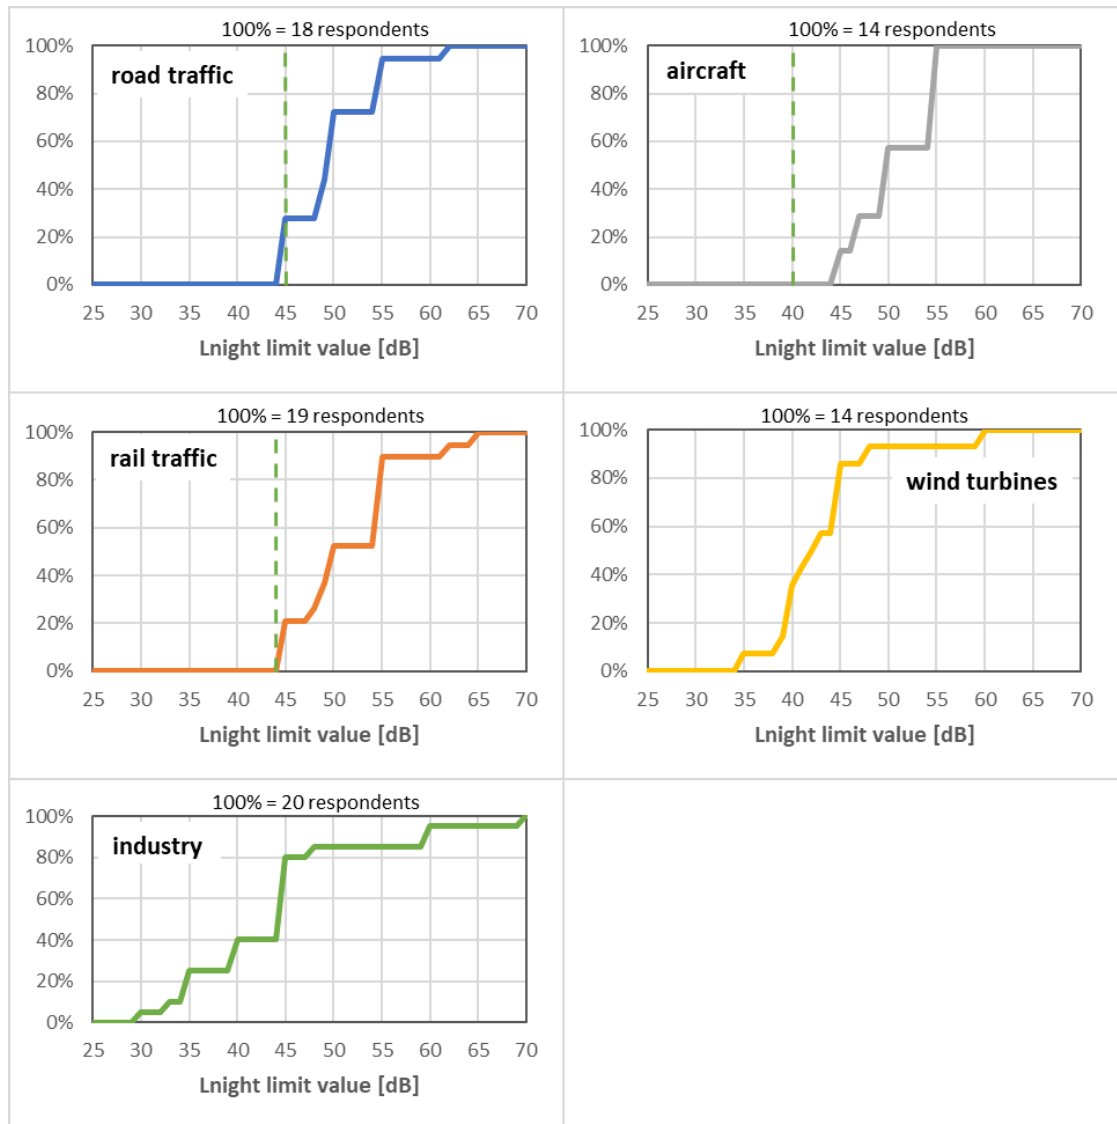 100% = 18 respondents
100%
80%
60%
40%
20%
0%
road traffic
25 30 35 40 45 50 55 60 65 70
Lnight limit value [dB]
100% = 14 respondents
100%
80%
60%
40%
20%
0%
aircraft
25 30 35 40 45 50 55 60 65 70
Lnight limit value [dB]
100% = 19 respondents
100%
80%
60%
40%
20%
0%
rail traffic
25 30 35 40 45 50 55 60 65 70
Lnight limit value [dB]
100% = 14 respondents
100%
80%
60%
40%
20%
0%
wind turbines
25 30 35 40 45 50 55 60 65 70
Lnight limit value [dB]
100% = 20 respondents
100%
80%
60%
40%
20%
0%
industry
25 30 35 40 45 50 55 60 65 70
Lnight limit value [dB]